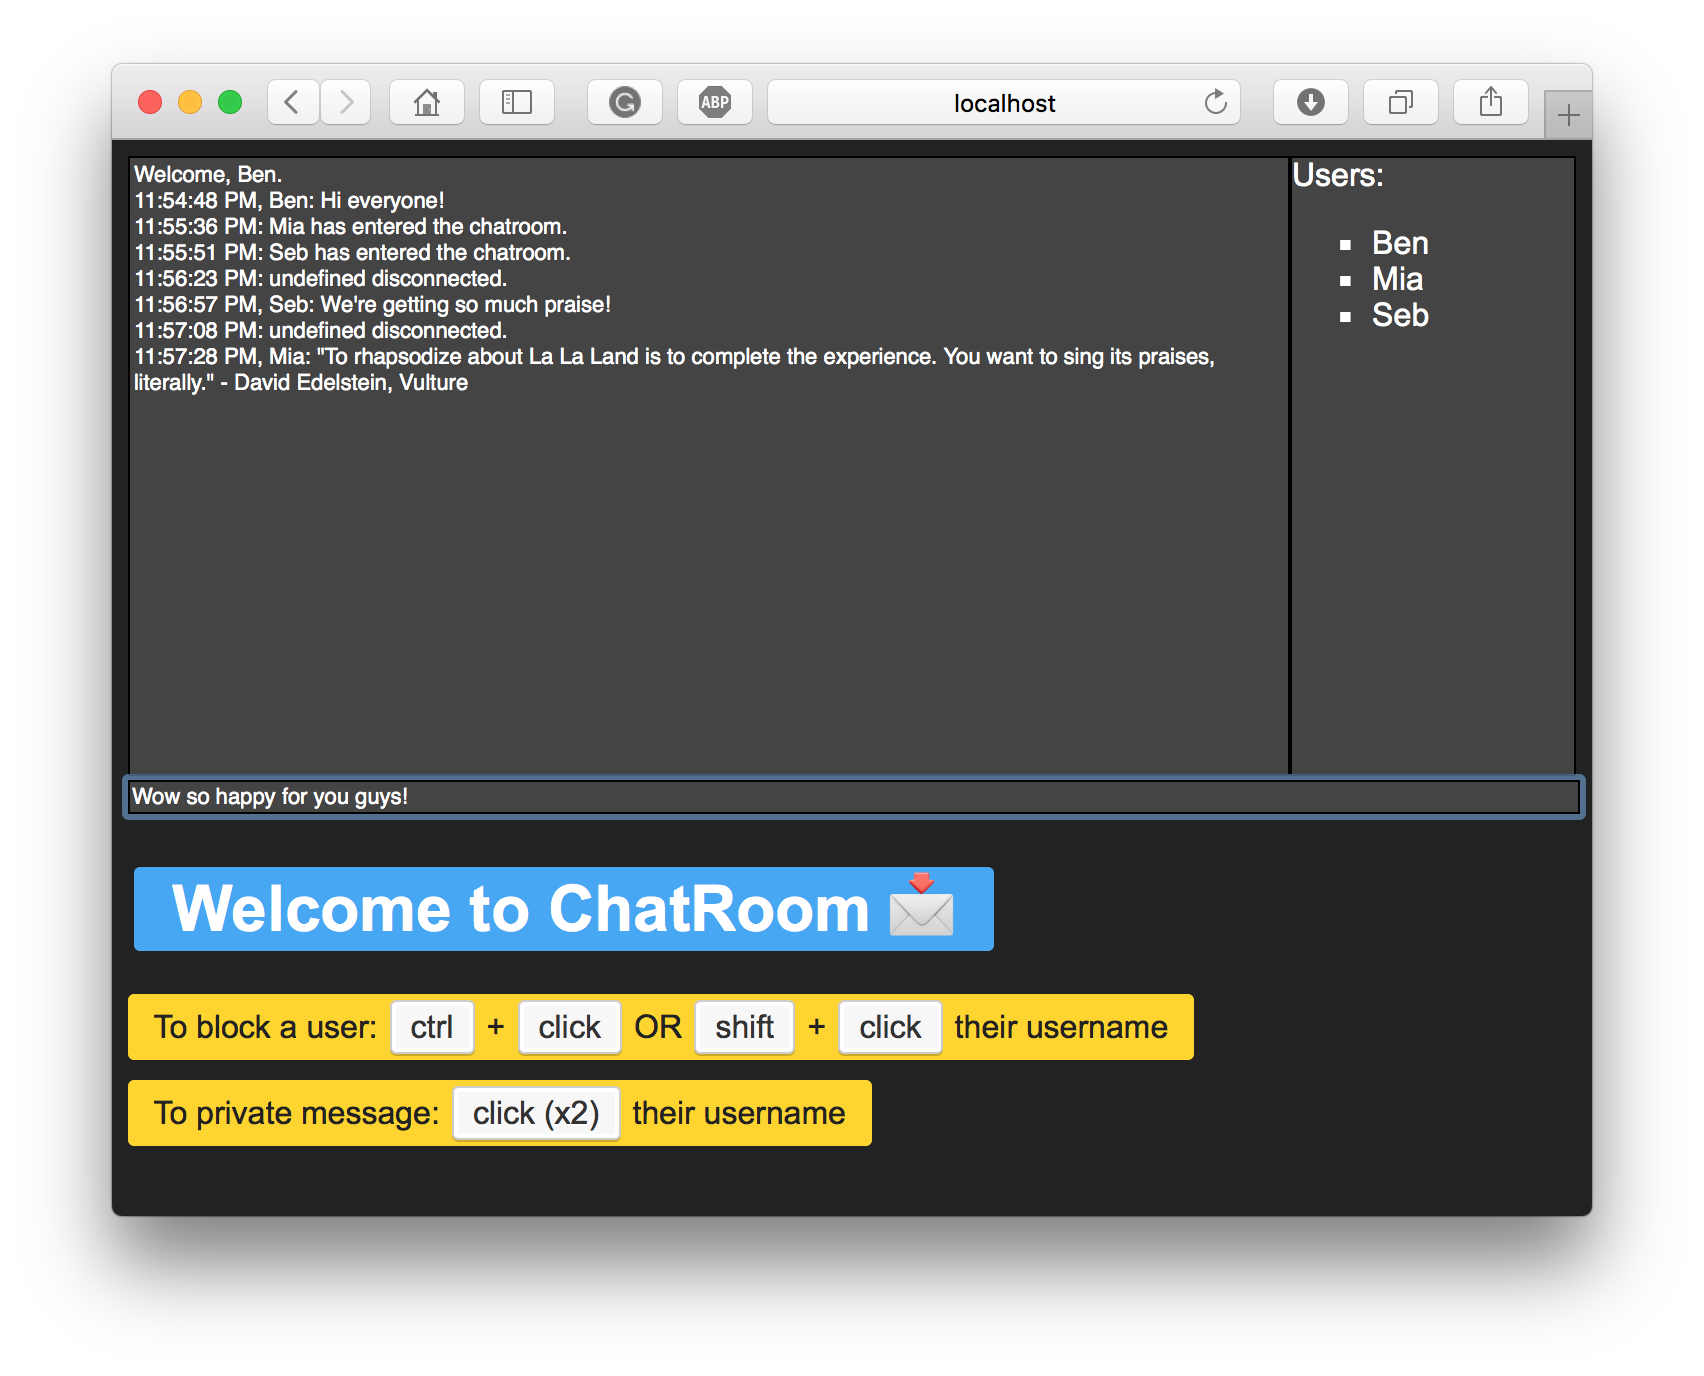 ABP
localhost
Welcome, Ben.
11:54:48 PM, Ben: Hi everyone!
11:55:36 PM: Mia has entered the chatroom.
11:55:51 PM: Seb has entered the chatroom.
11:56:23 PM: undefined disconnected.
11:56:57 PM, Seb: We're getting so much praise!
11:57:08 PM: undefined disconnected.
11:57:28 PM, Mia: "To rhapsodize about La La Land is to complete the experience. You want to sing its praises,
literally." - David Edelstein, Vulture
Users:
Ben
Mia
Seb
Wow so happy for you guys!
Welcome to ChatRoom 📩
To block a user: ctrl + click OR shift + click their username
To private message: click (x2) their username